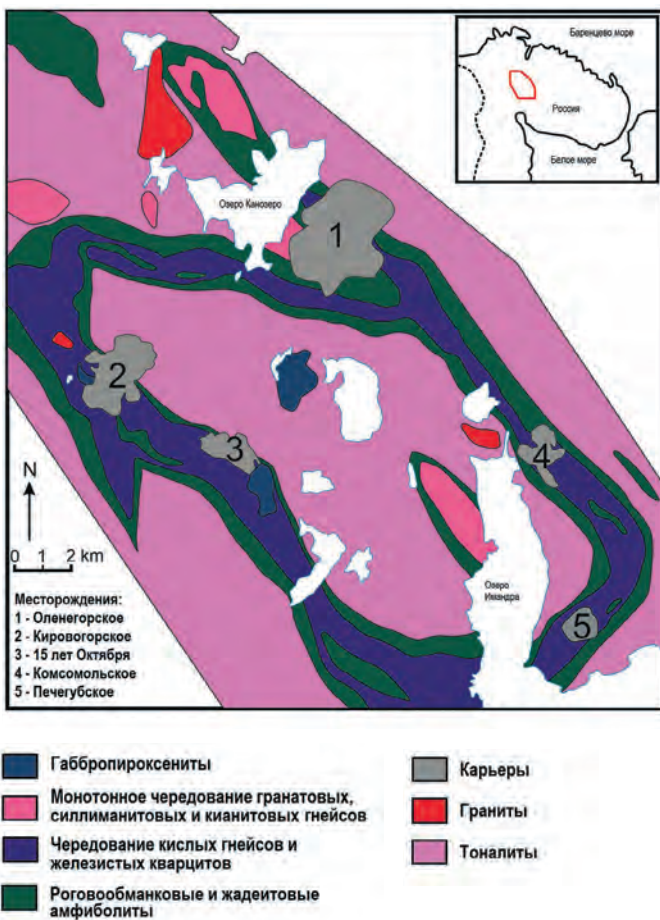 Баренцево море
Россия
Белое море
Озеро Канозеро
1
2
3
4
5
N
0 1 2 km
Озеро
Имандра
Месторождения:
1 - Оленегорское
2 - Кировогорское
3 - 15 лет Октября
4 - Комсомольское
5 - Печегубское
Габбропироксениты
Монотонное чередование гранатовых,
силлиманитовых и кианитовых гнейсов
Чередование кислых гнейсов и
железистых кварцитов
Роговообманковые и жадеитовые
амфиболиты
Карьеры
Граниты
Тоналиты